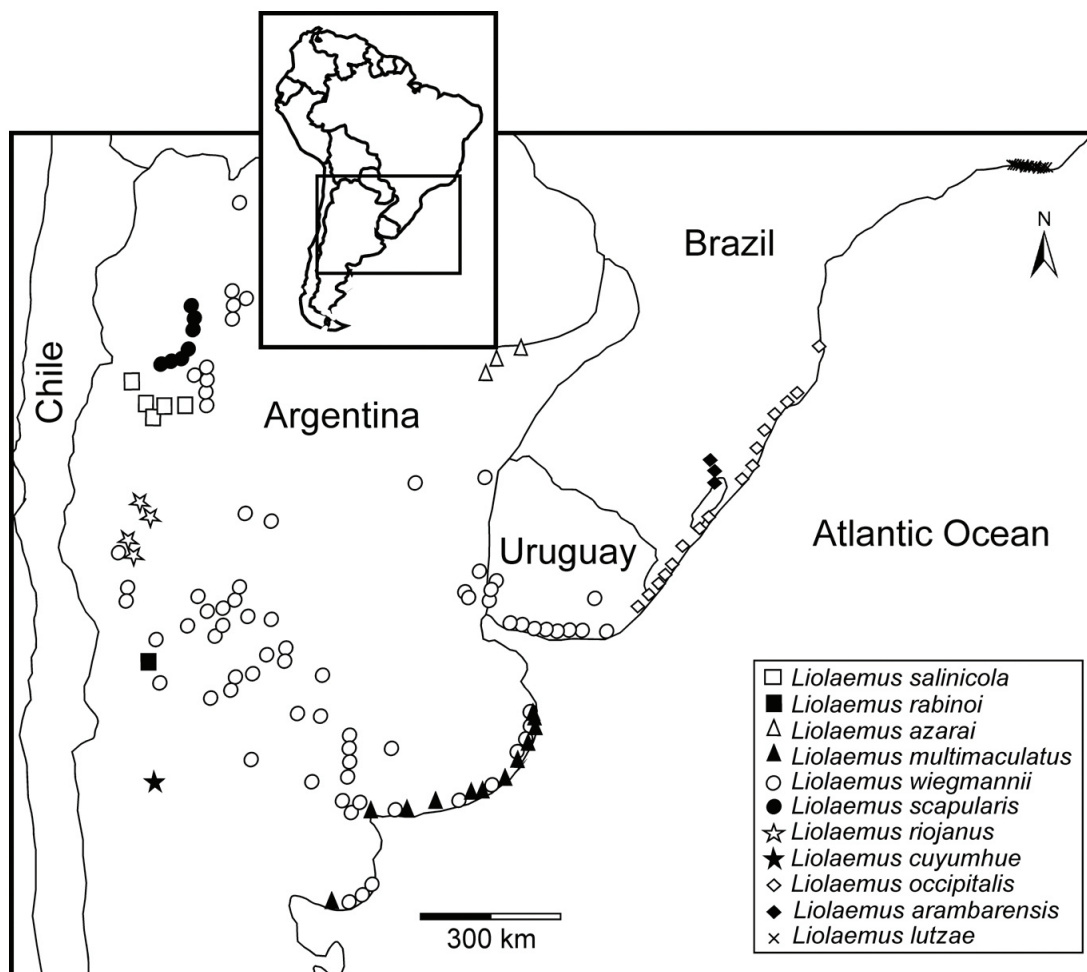 N
Brazil
Chile
Argentina
Uruguay
Atlantic Ocean
Liolaemus salinicola
Liolaemus rabinoi
Liolaemus azarai
Liolaemus multimaculatus
Liolaemus wiegmannii
Liolaemus scapularis
Liolaemus riojanus
Liolaemus cuyumhue
Liolaemus occipitalis
Liolaemus arambarensis
Liolaemus lutzae
300 km